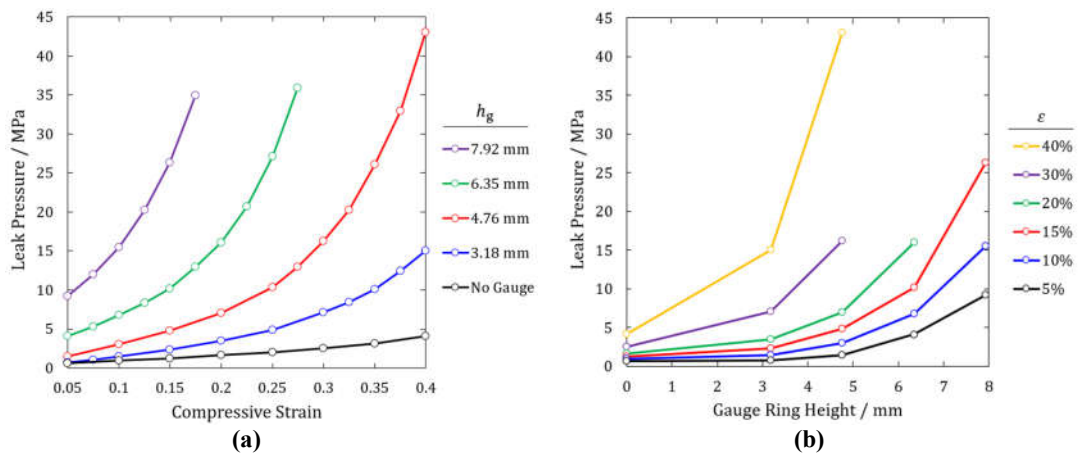 45
40
35
30
25
20
15
10
5
0
Leak Pressure / MPa
0.05 0.1 0.15 0.2 0.25 0.3 0.35 0.4
Compressive Strain
hg
7.92 mm
6.35 mm
4.76 mm
3.18 mm
No Gauge
(a)
45
40
35
30
25
20
15
10
5
0
Leak Pressure / MPa
0 1 2 3 4 5 6 7 8
Gauge Ring Height / mm
ε
40%
30%
20%
15%
10%
5%
(b)